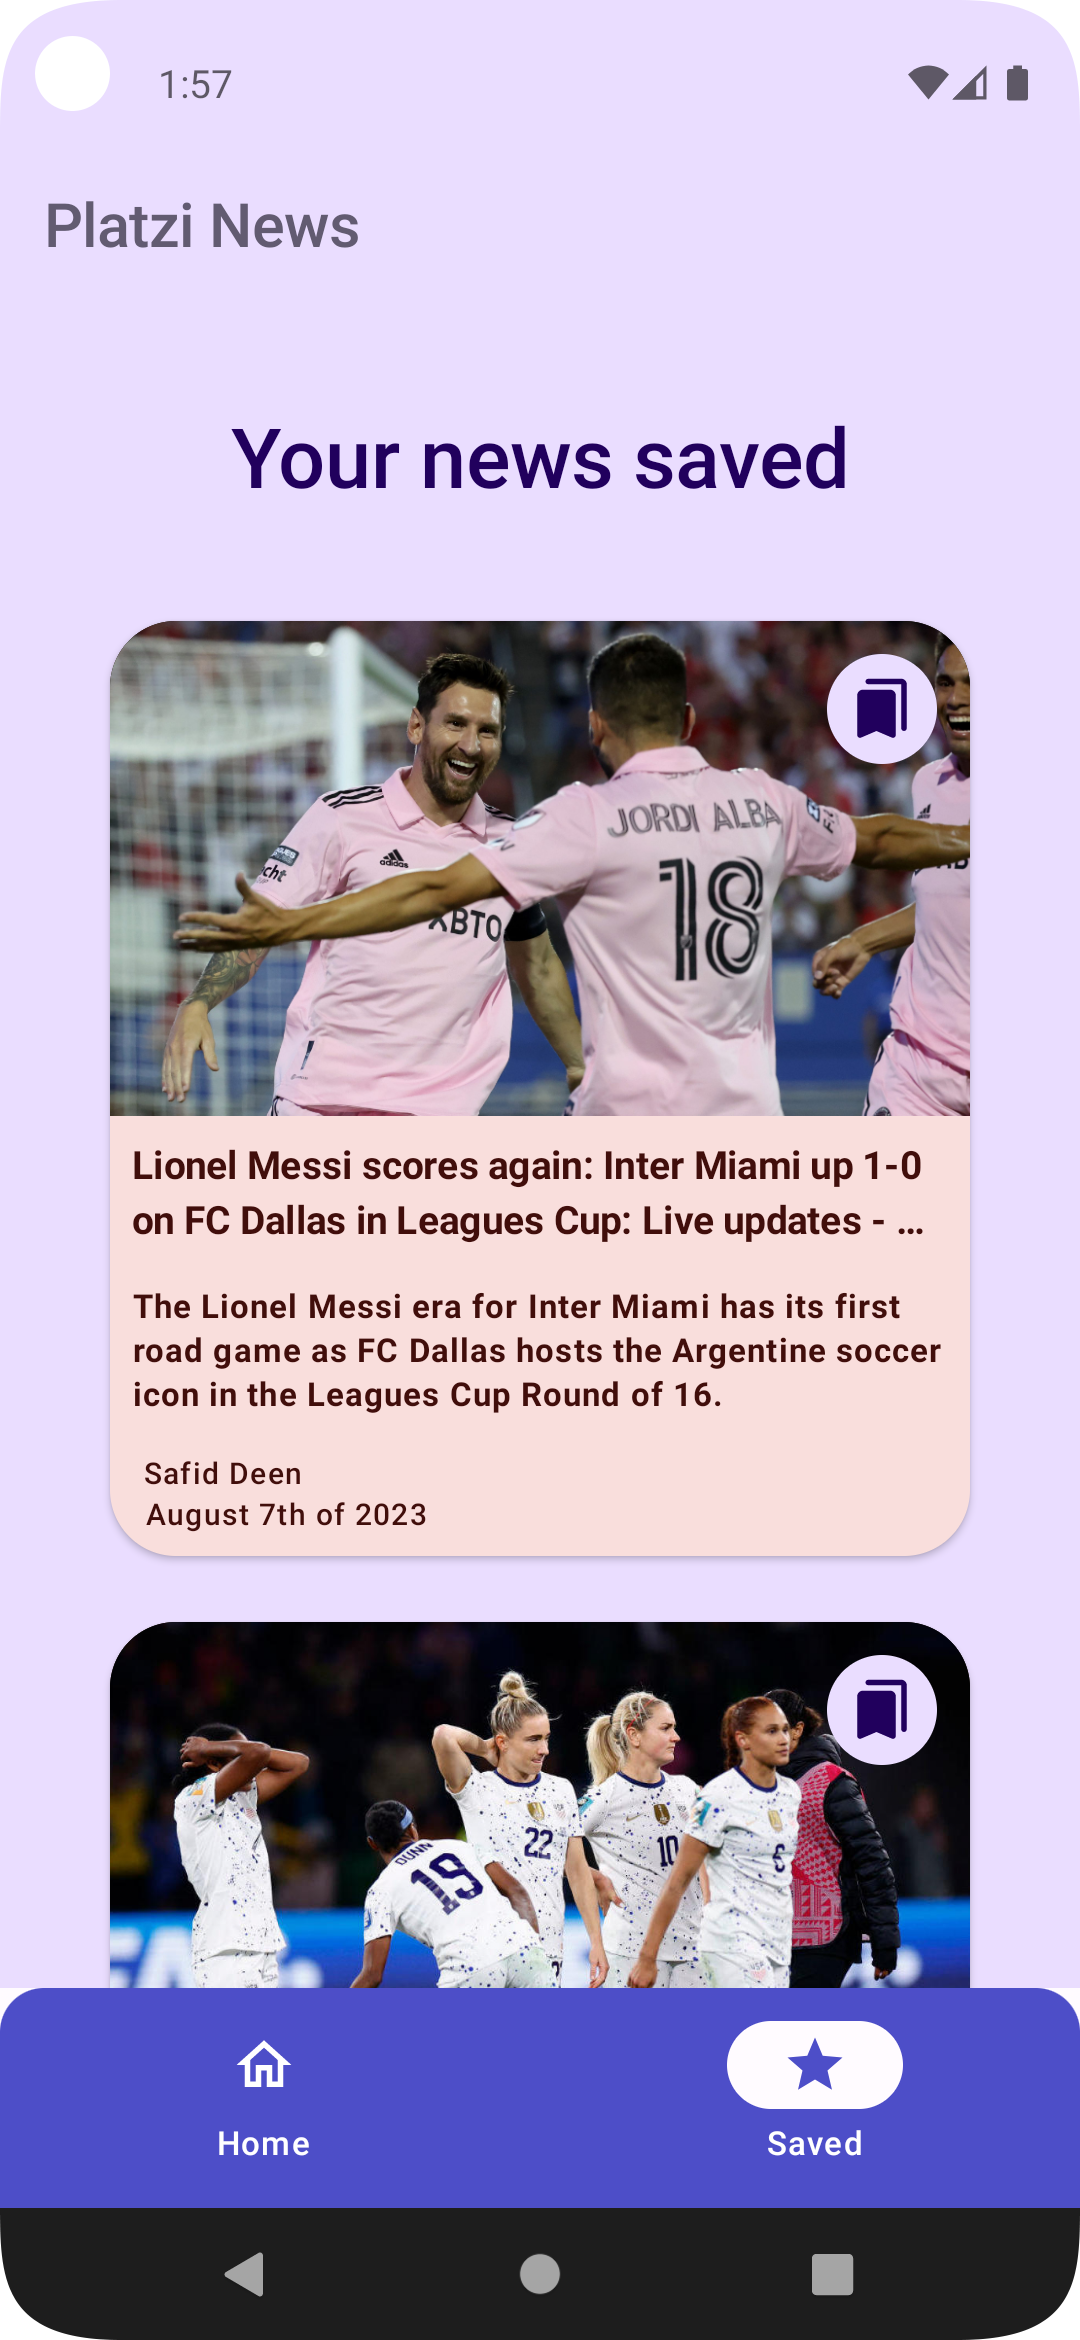 1:57
Platzi News
Your news saved
JORDI ALBA
18
adidas
XBTO
Lionel Messi scores again: Inter Miami up 1-0
on FC Dallas in Leagues Cup: Live updates - …
The Lionel Messi era for Inter Miami has its first
road game as FC Dallas hosts the Argentine soccer
icon in the Leagues Cup Round of 16.
Safid Deen
August 7th of 2023
22
10
6
DUNN
19
Home
Saved